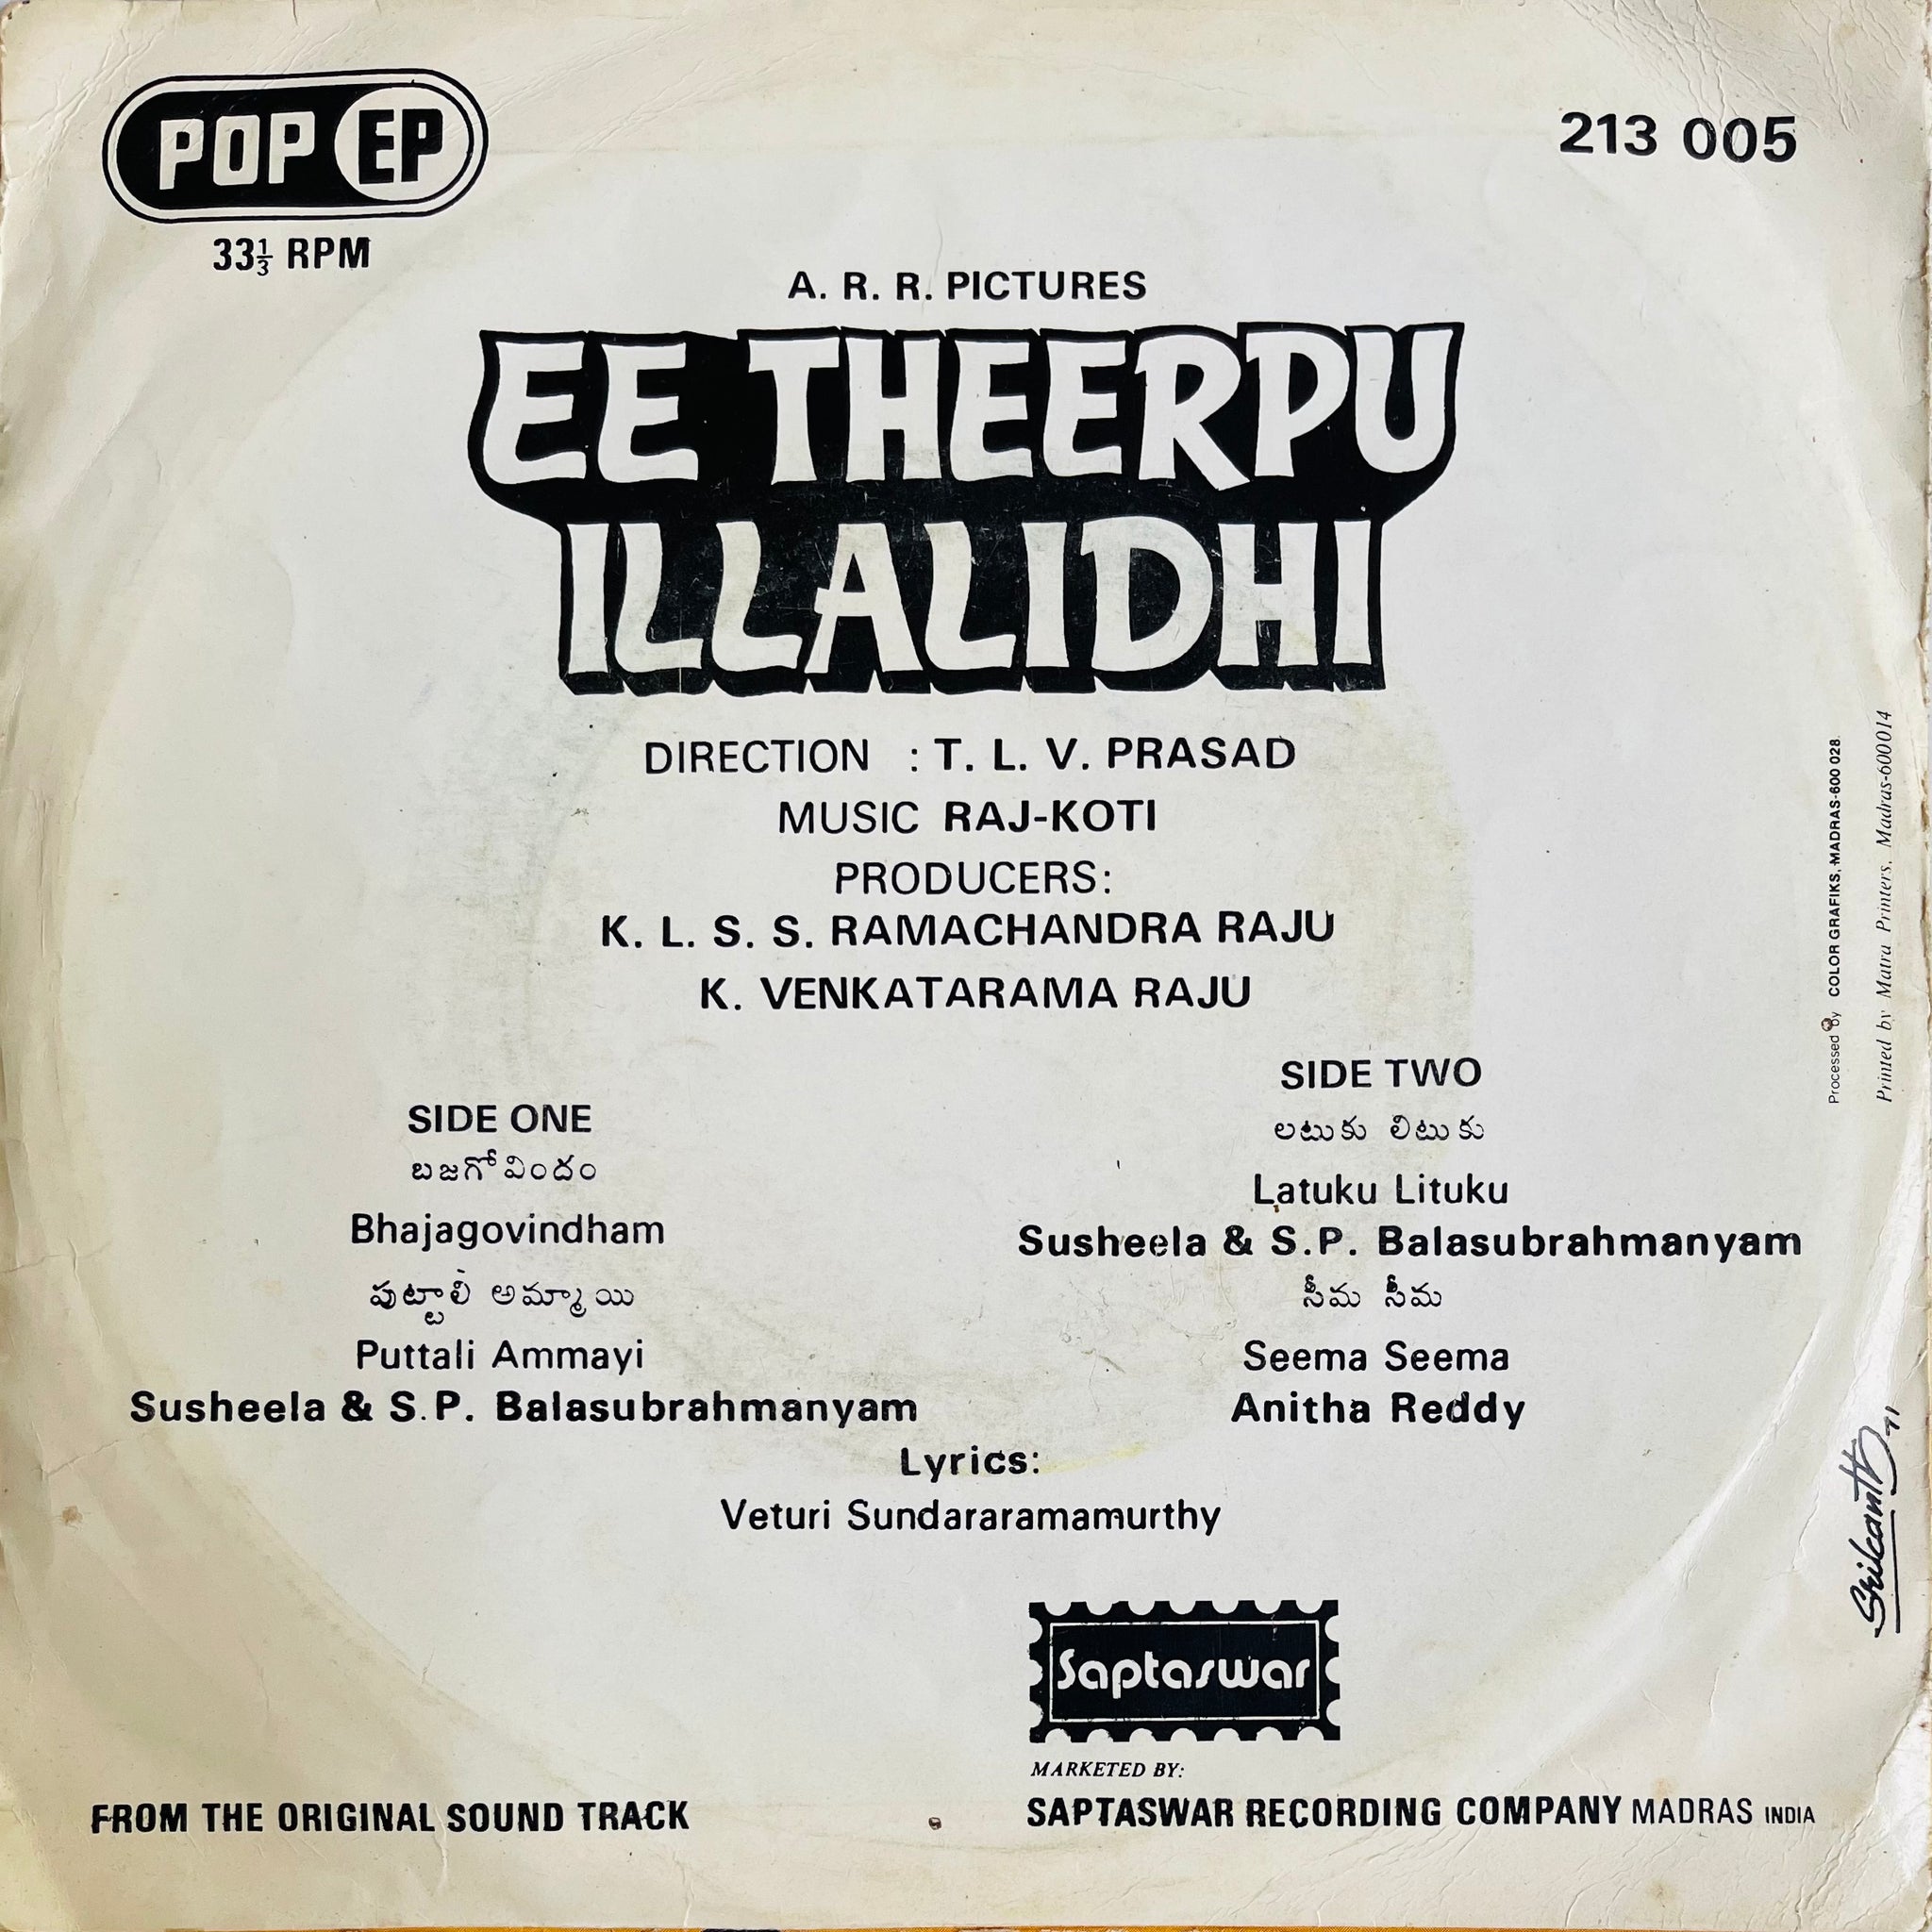 POP EP
213 005
33⅓ RPM
A. R. R. PICTURES
EE THEERPU
ILLALIDHI
DIRECTION : T. L. V. PRASAD
MUSIC RAJ-KOTI
PRODUCERS:
K. L. S. S. RAMACHANDRA RAJU
K. VENKATARAMA RAJU
SIDE ONE
బజగోవిందం
Bhajagovindham
పుట్టాలి అమ్మాయి
Puttali Ammayi
Susheela & S.P. Balasubrahmanyam
SIDE TWO
లటుకు లిటుకు
Latuku Lituku
Susheela & S.P. Balasubrahmanyam
సీమ సీమ
Seema Seema
Anitha Reddy
Lyrics:
Veturi Sundararamamurthy
Saptaswar
MARKETED BY:
SAPTASWAR RECORDING COMPANY MADRAS INDIA
FROM THE ORIGINAL SOUND TRACK
Processed by COLOR GRAFIKS, MADRAS-600 028.
Printed by Matra Printers, Madras-600014
Srikanth 91